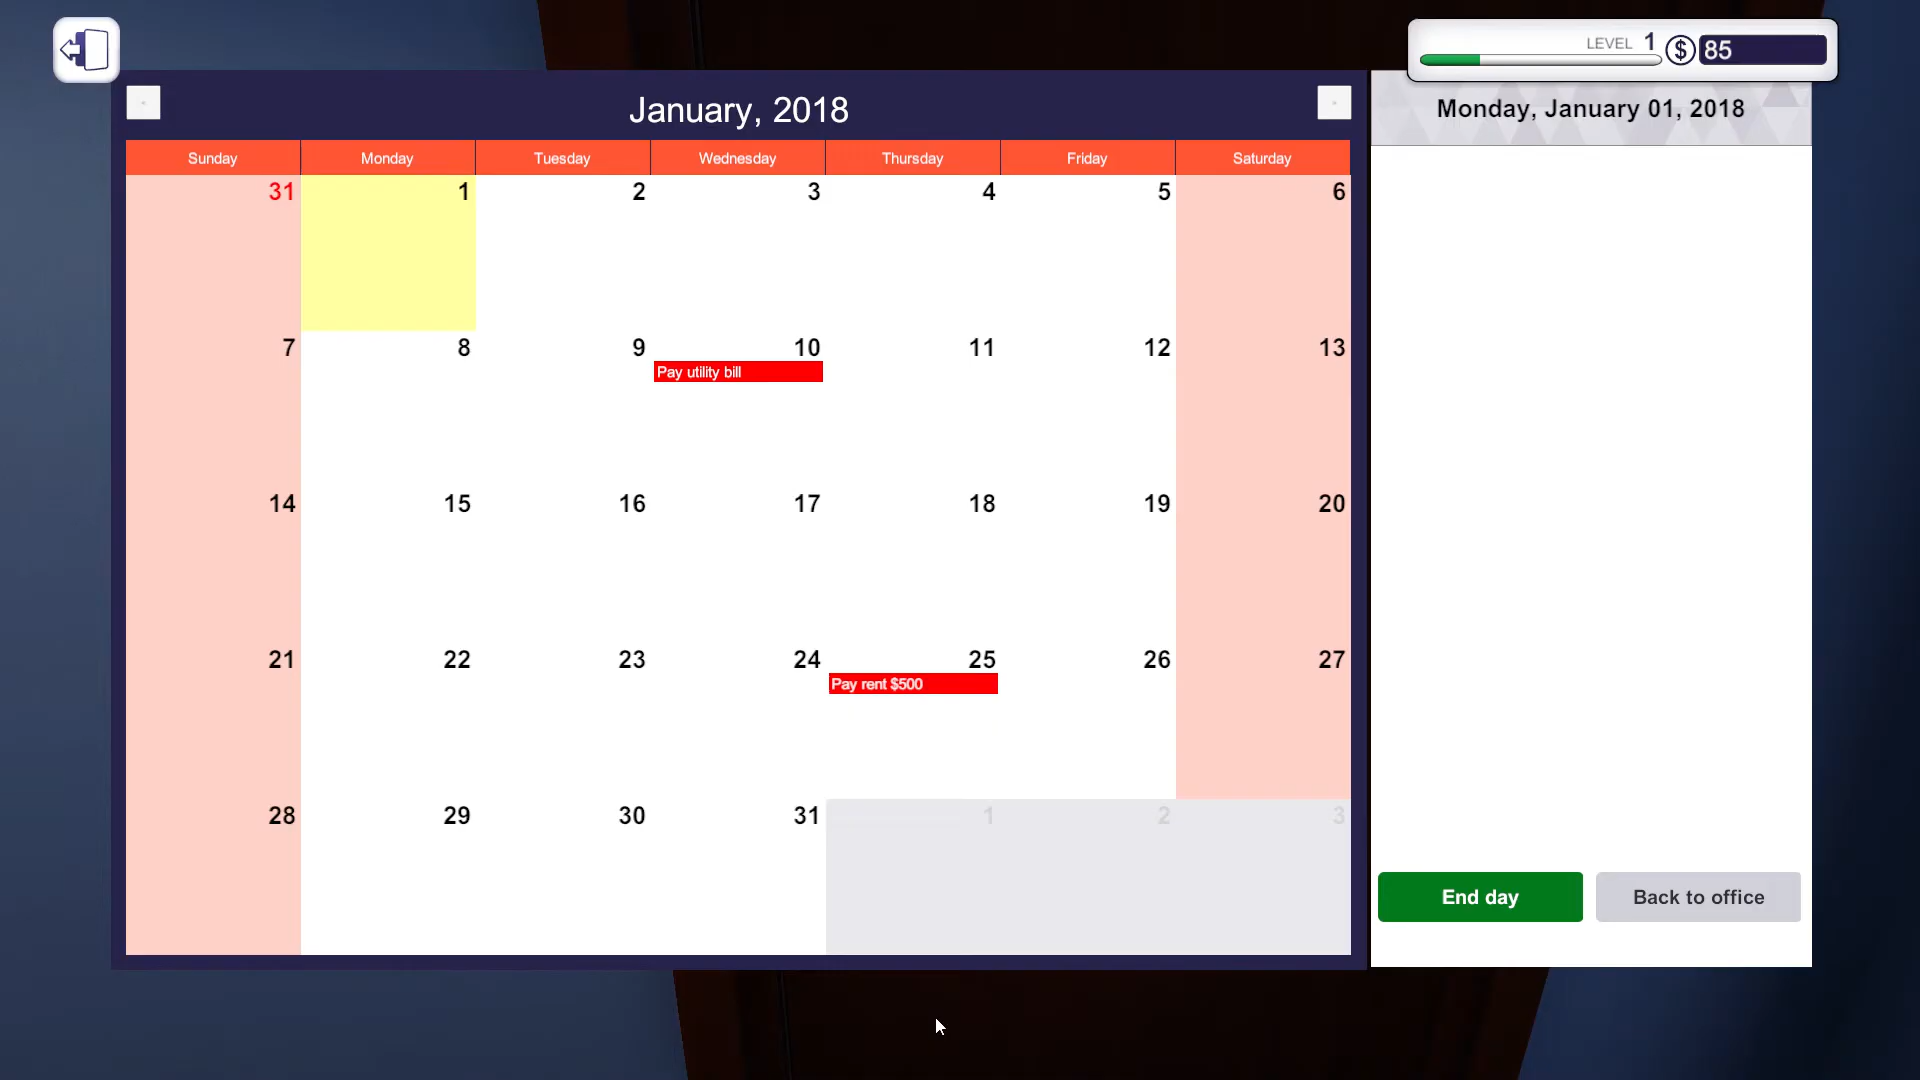 LEVEL 1 $ 85
January, 2018
Monday, January 01, 2018
Sunday Monday Tuesday Wednesday Thursday Friday Saturday
31 1 2 3 4 5 6
7 8 9 10 11 12 13
Pay utility bill
14 15 16 17 18 19 20
21 22 23 24 25 26 27
Pay rent $500
28 29 30 31 1 2 3
End day Back to office